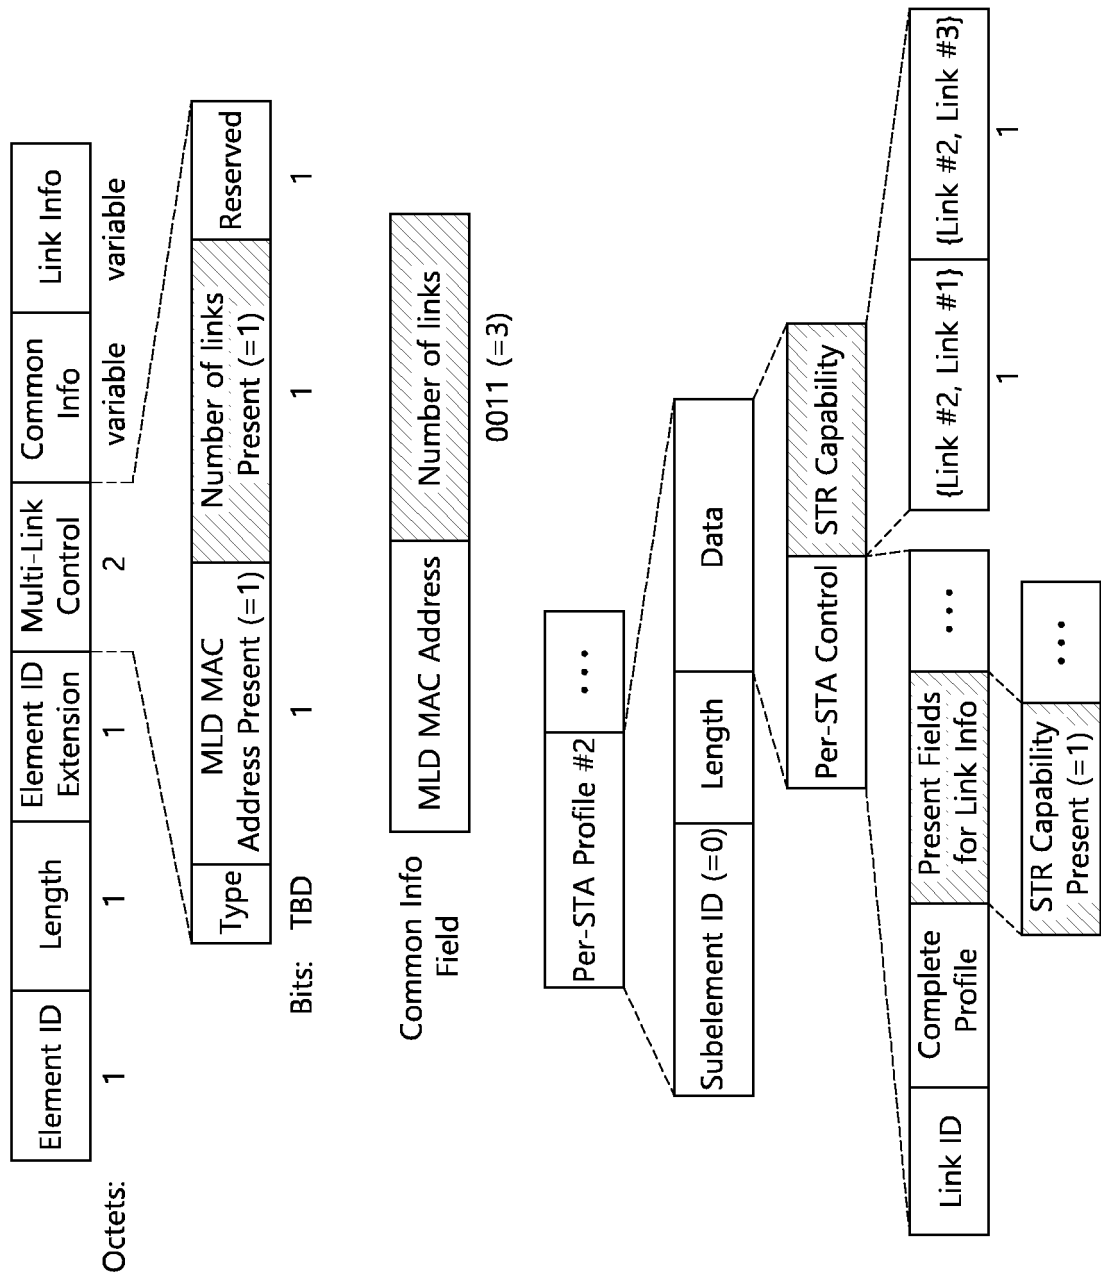 Element ID
Length
Element ID
Extension
Multi-Link
Control
Common
Info
Link Info
Octets:
1
1
1
2
variable
variable
Type
MLD MAC
Address Present (=1)
Number of links
Present (=1)
Reserved
Bits:
TBD
1
1
1
Common Info
Field
MLD MAC Address
Number of links
0011 (=3)
Per-STA Profile #2
...
Subelement ID (=0)
Length
Data
Per-STA Control
STR Capability
Link ID
Complete
Profile
Present Fields
for Link Info
...
{Link #2, Link #1}
{Link #2, Link #3}
1
1
STR Capability
Present (=1)
...